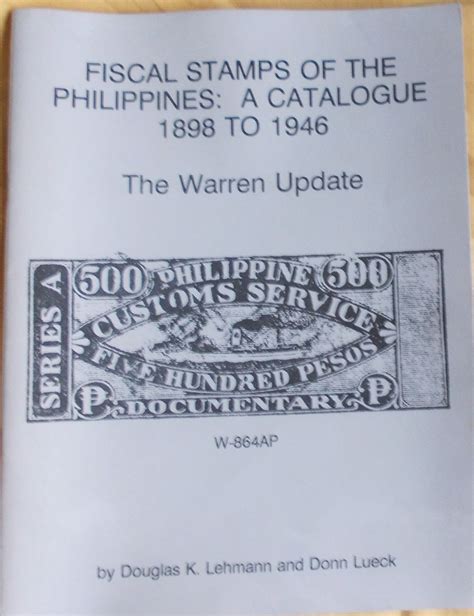 FISCAL STAMPS OF THE
PHILIPPINES: A CATALOGUE
1898 TO 1946
The Warren Update
SERIES A
500 PHILIPPINE 500
CUSTOMS SERVICE
FIVE HUNDRED PESOS
₱ DOCUMENTARY ₱
W-864AP
by Douglas K. Lehmann and Donn Lueck